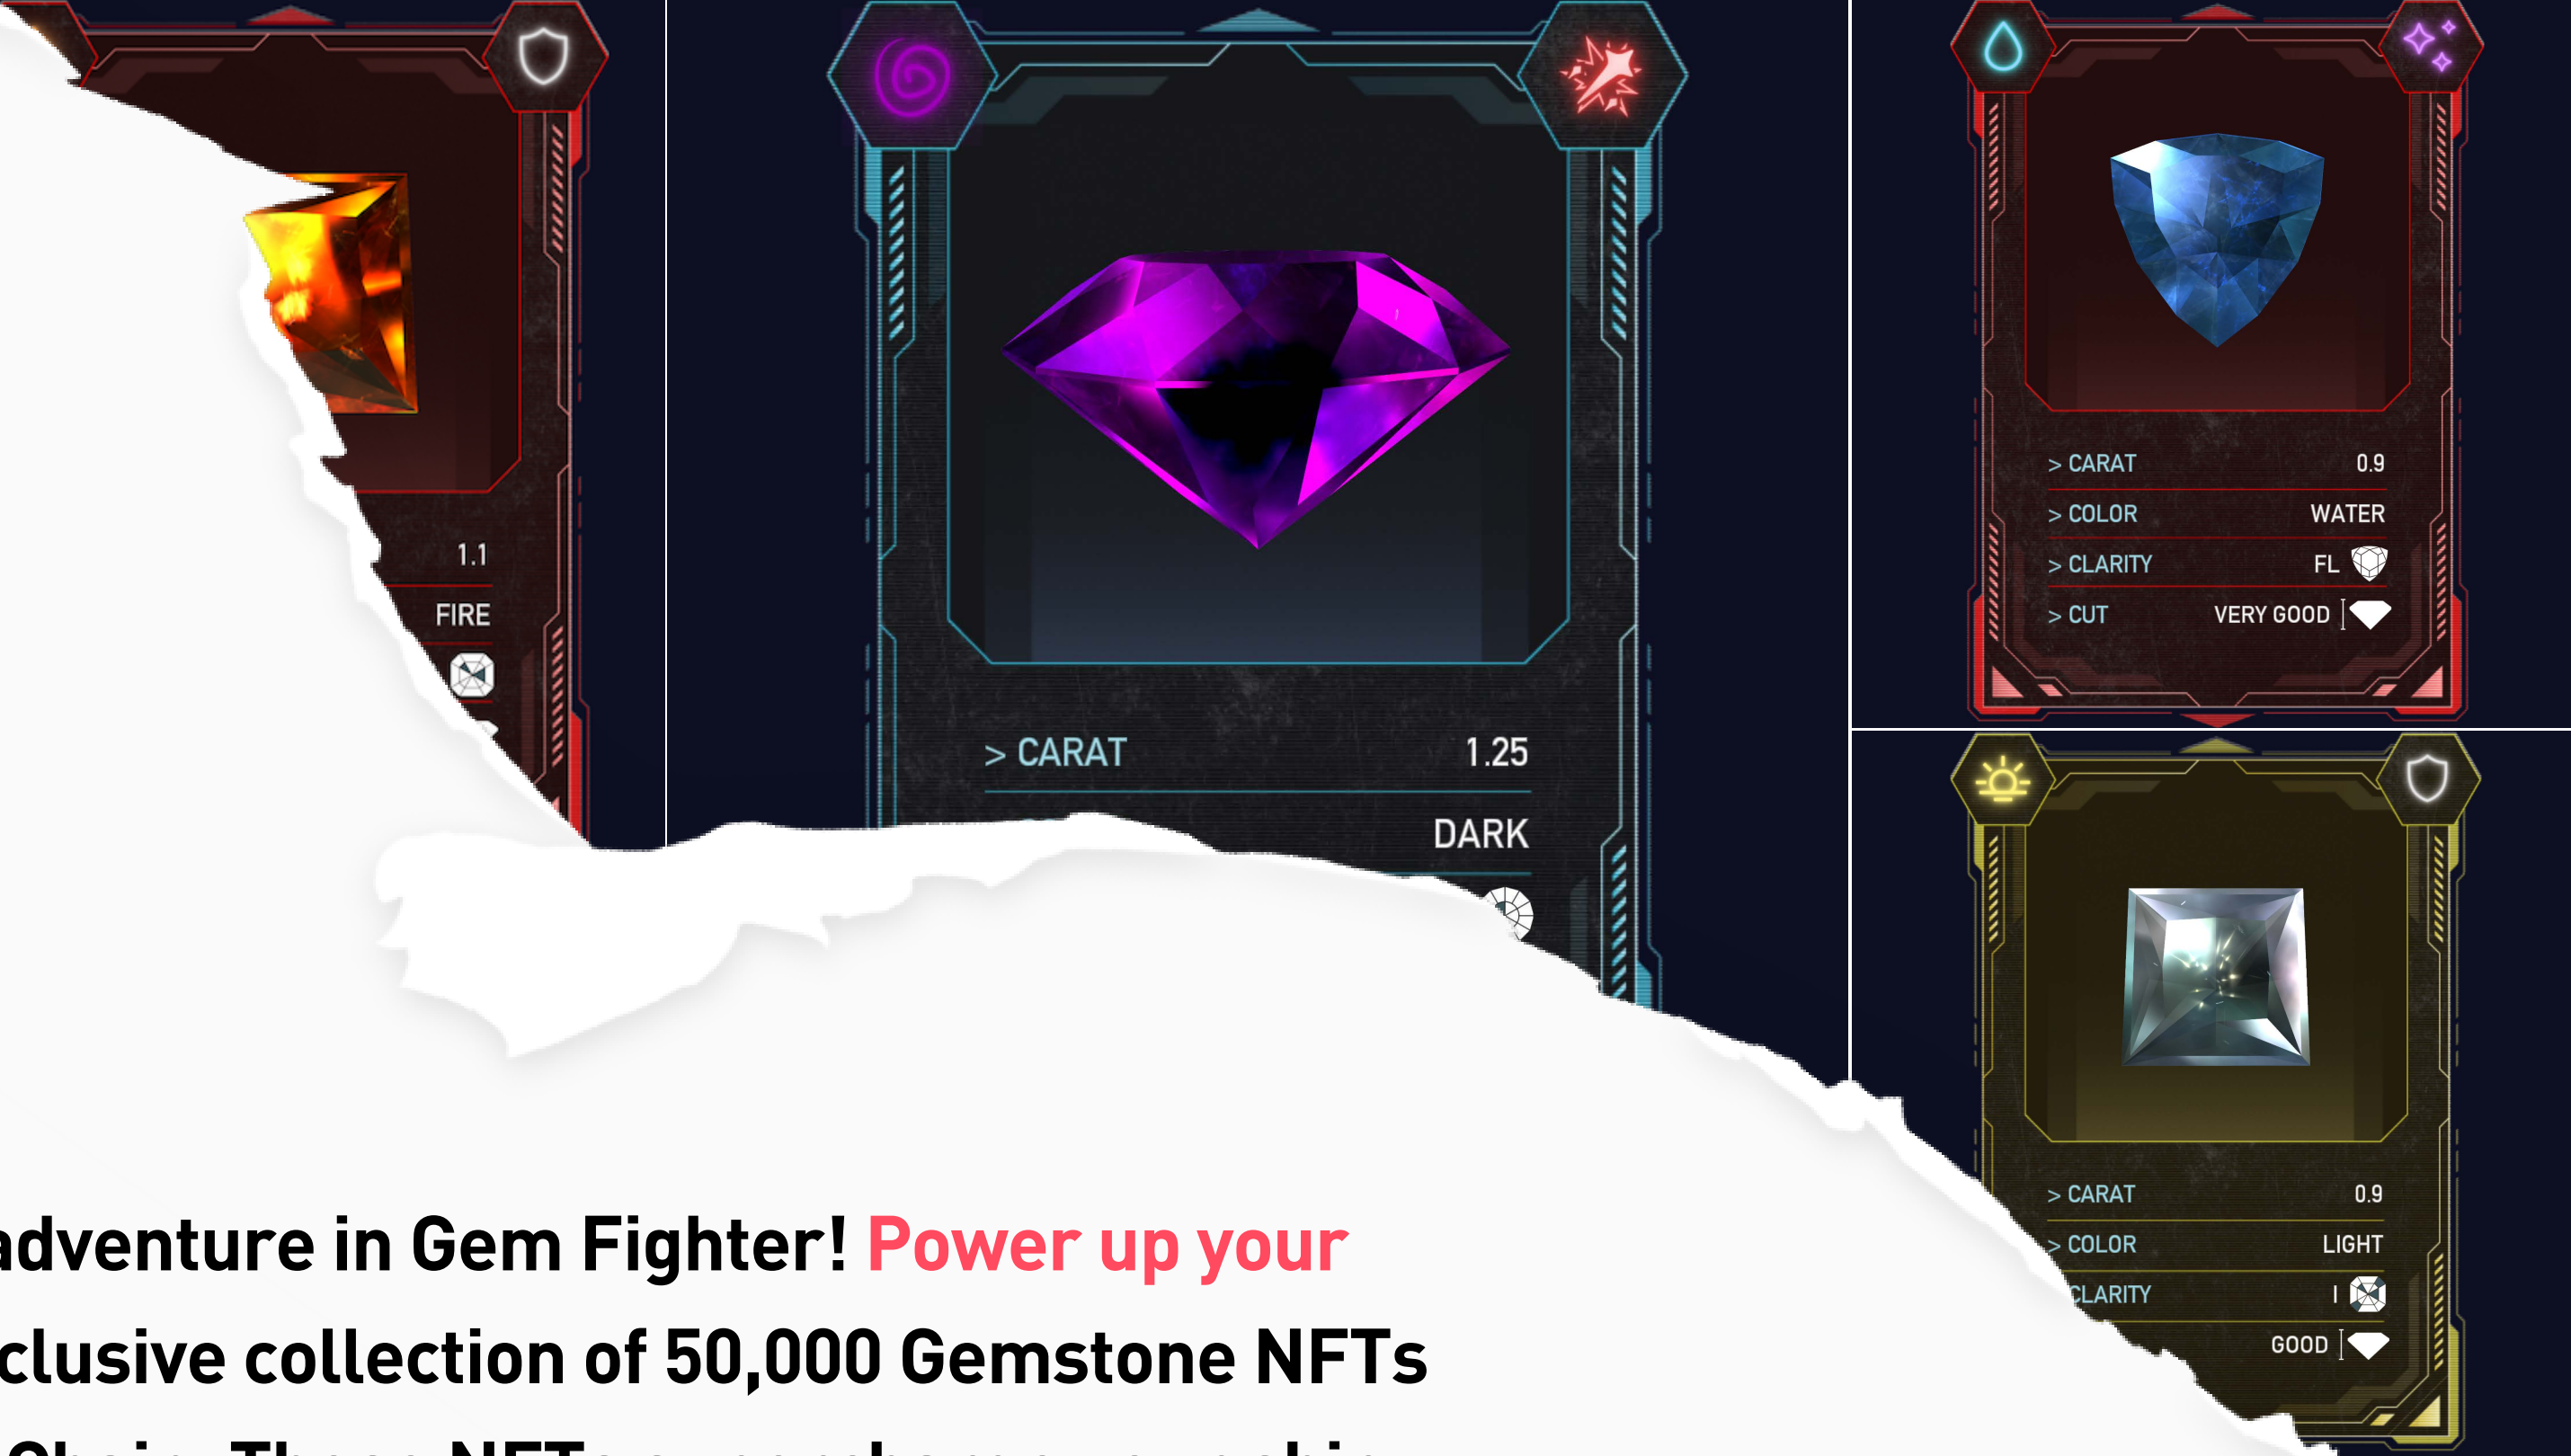 1.1
FIRE
> CARAT 1.25
DARK
> CARAT 0.9
> COLOR WATER
> CLARITY FL
> CUT VERY GOOD
> CARAT 0.9
> COLOR LIGHT
CLARITY I
GOOD
adventure in Gem Fighter! Power up your
clusive collection of 50,000 Gemstone NFTs